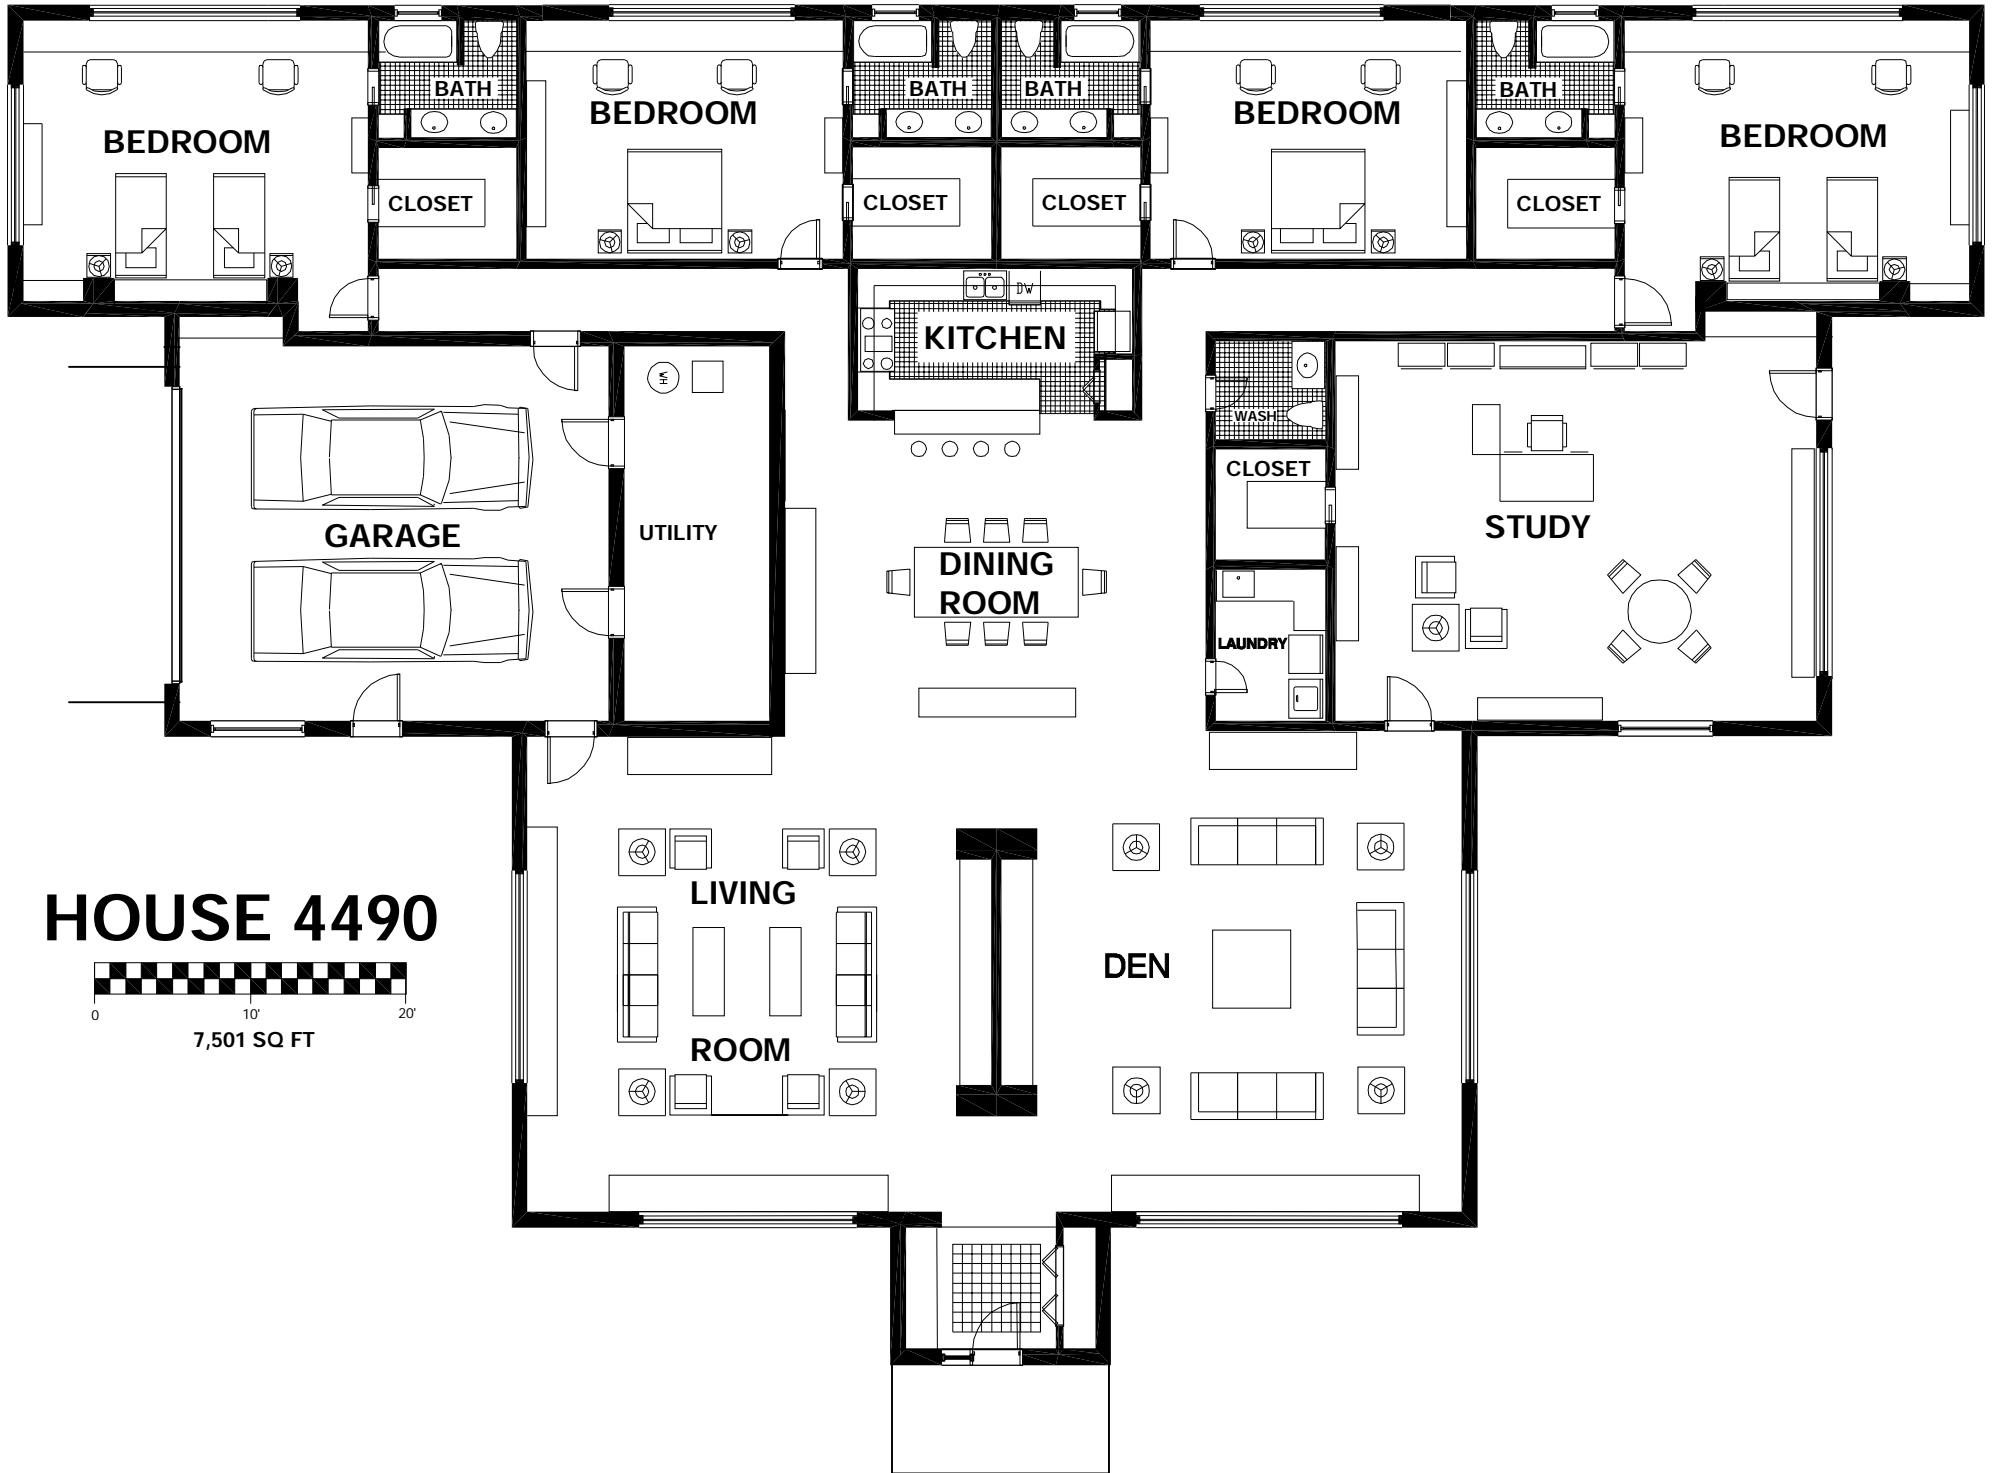 BATH
BATH
BATH
BATH
BEDROOM
BEDROOM
BEDROOM
BEDROOM
CLOSET
CLOSET
CLOSET
CLOSET
DW
KITCHEN
WH
WASH
CLOSET
GARAGE
UTILITY
STUDY
DINING
ROOM
LAUNDRY
LIVING
ROOM
DEN
HOUSE 4490
0 10' 20'
7,501 SQ FT